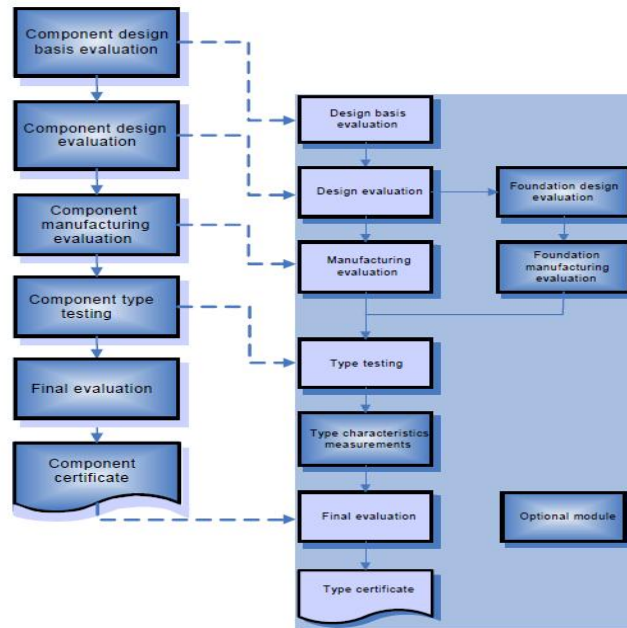 Component design
basis evaluation
Component design
evaluation
Component
manufacturing
evaluation
Component type
testing
Final evaluation
Component
certificate
Design basis
evaluation
Design evaluation
Foundation design
evaluation
Manufacturing
evaluation
Foundation
manufacturing
evaluation
Type testing
Type characteristics
measurements
Final evaluation
Optional module
Type certificate